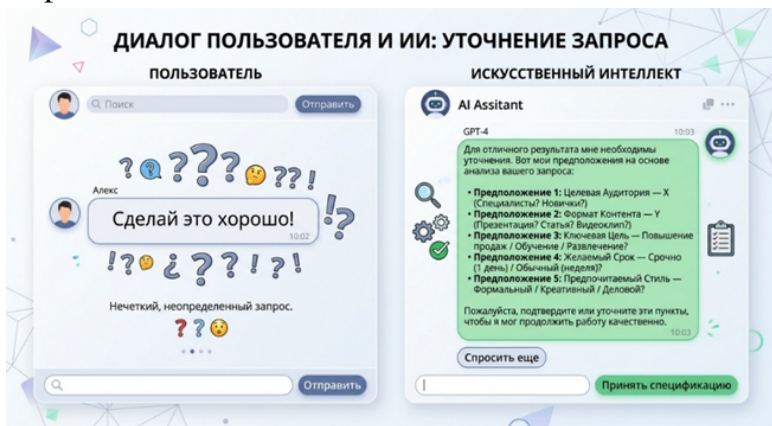 ДИАЛОГ ПОЛЬЗОВАТЕЛЯ И ИИ: УТОЧНЕНИЕ ЗАПРОСА
ПОЛЬЗОВАТЕЛЬ
Поиск
Отправить
? ? ? ? ? ? ? !
Алекс
Сделай это хорошо!
10:02
!?
! ? ¿ ? ? ! ? !
Нечеткий, неопределенный запрос.
? ?
Отправить
ИСКУССТВЕННЫЙ ИНТЕЛЛЕКТ
AI Assitant
GPT-4
10:03
Для отличного результата мне необходимы
уточнения. Вот мои предположения на основе
анализа вашего запроса:
• Предположение 1: Целевая Аудитория — X
(Специалисты? Новички?)
• Предположение 2: Формат Контента — Y
(Презентация? Статья? Видеоклип?)
• Предположение 3: Ключевая Цель — Повышение
продаж / Обучение / Развлечение?
• Предположение 4: Желаемый Срок — Срочно
(1 день) / Обычный (неделя)?
• Предположение 5: Предпочитаемый Стиль —
Формальный / Креативный / Деловой?
Пожалуйста, подтвердите или уточните эти пункты,
чтобы я мог продолжить работу качественно.
10:03
Спросить еще
Принять спецификацию